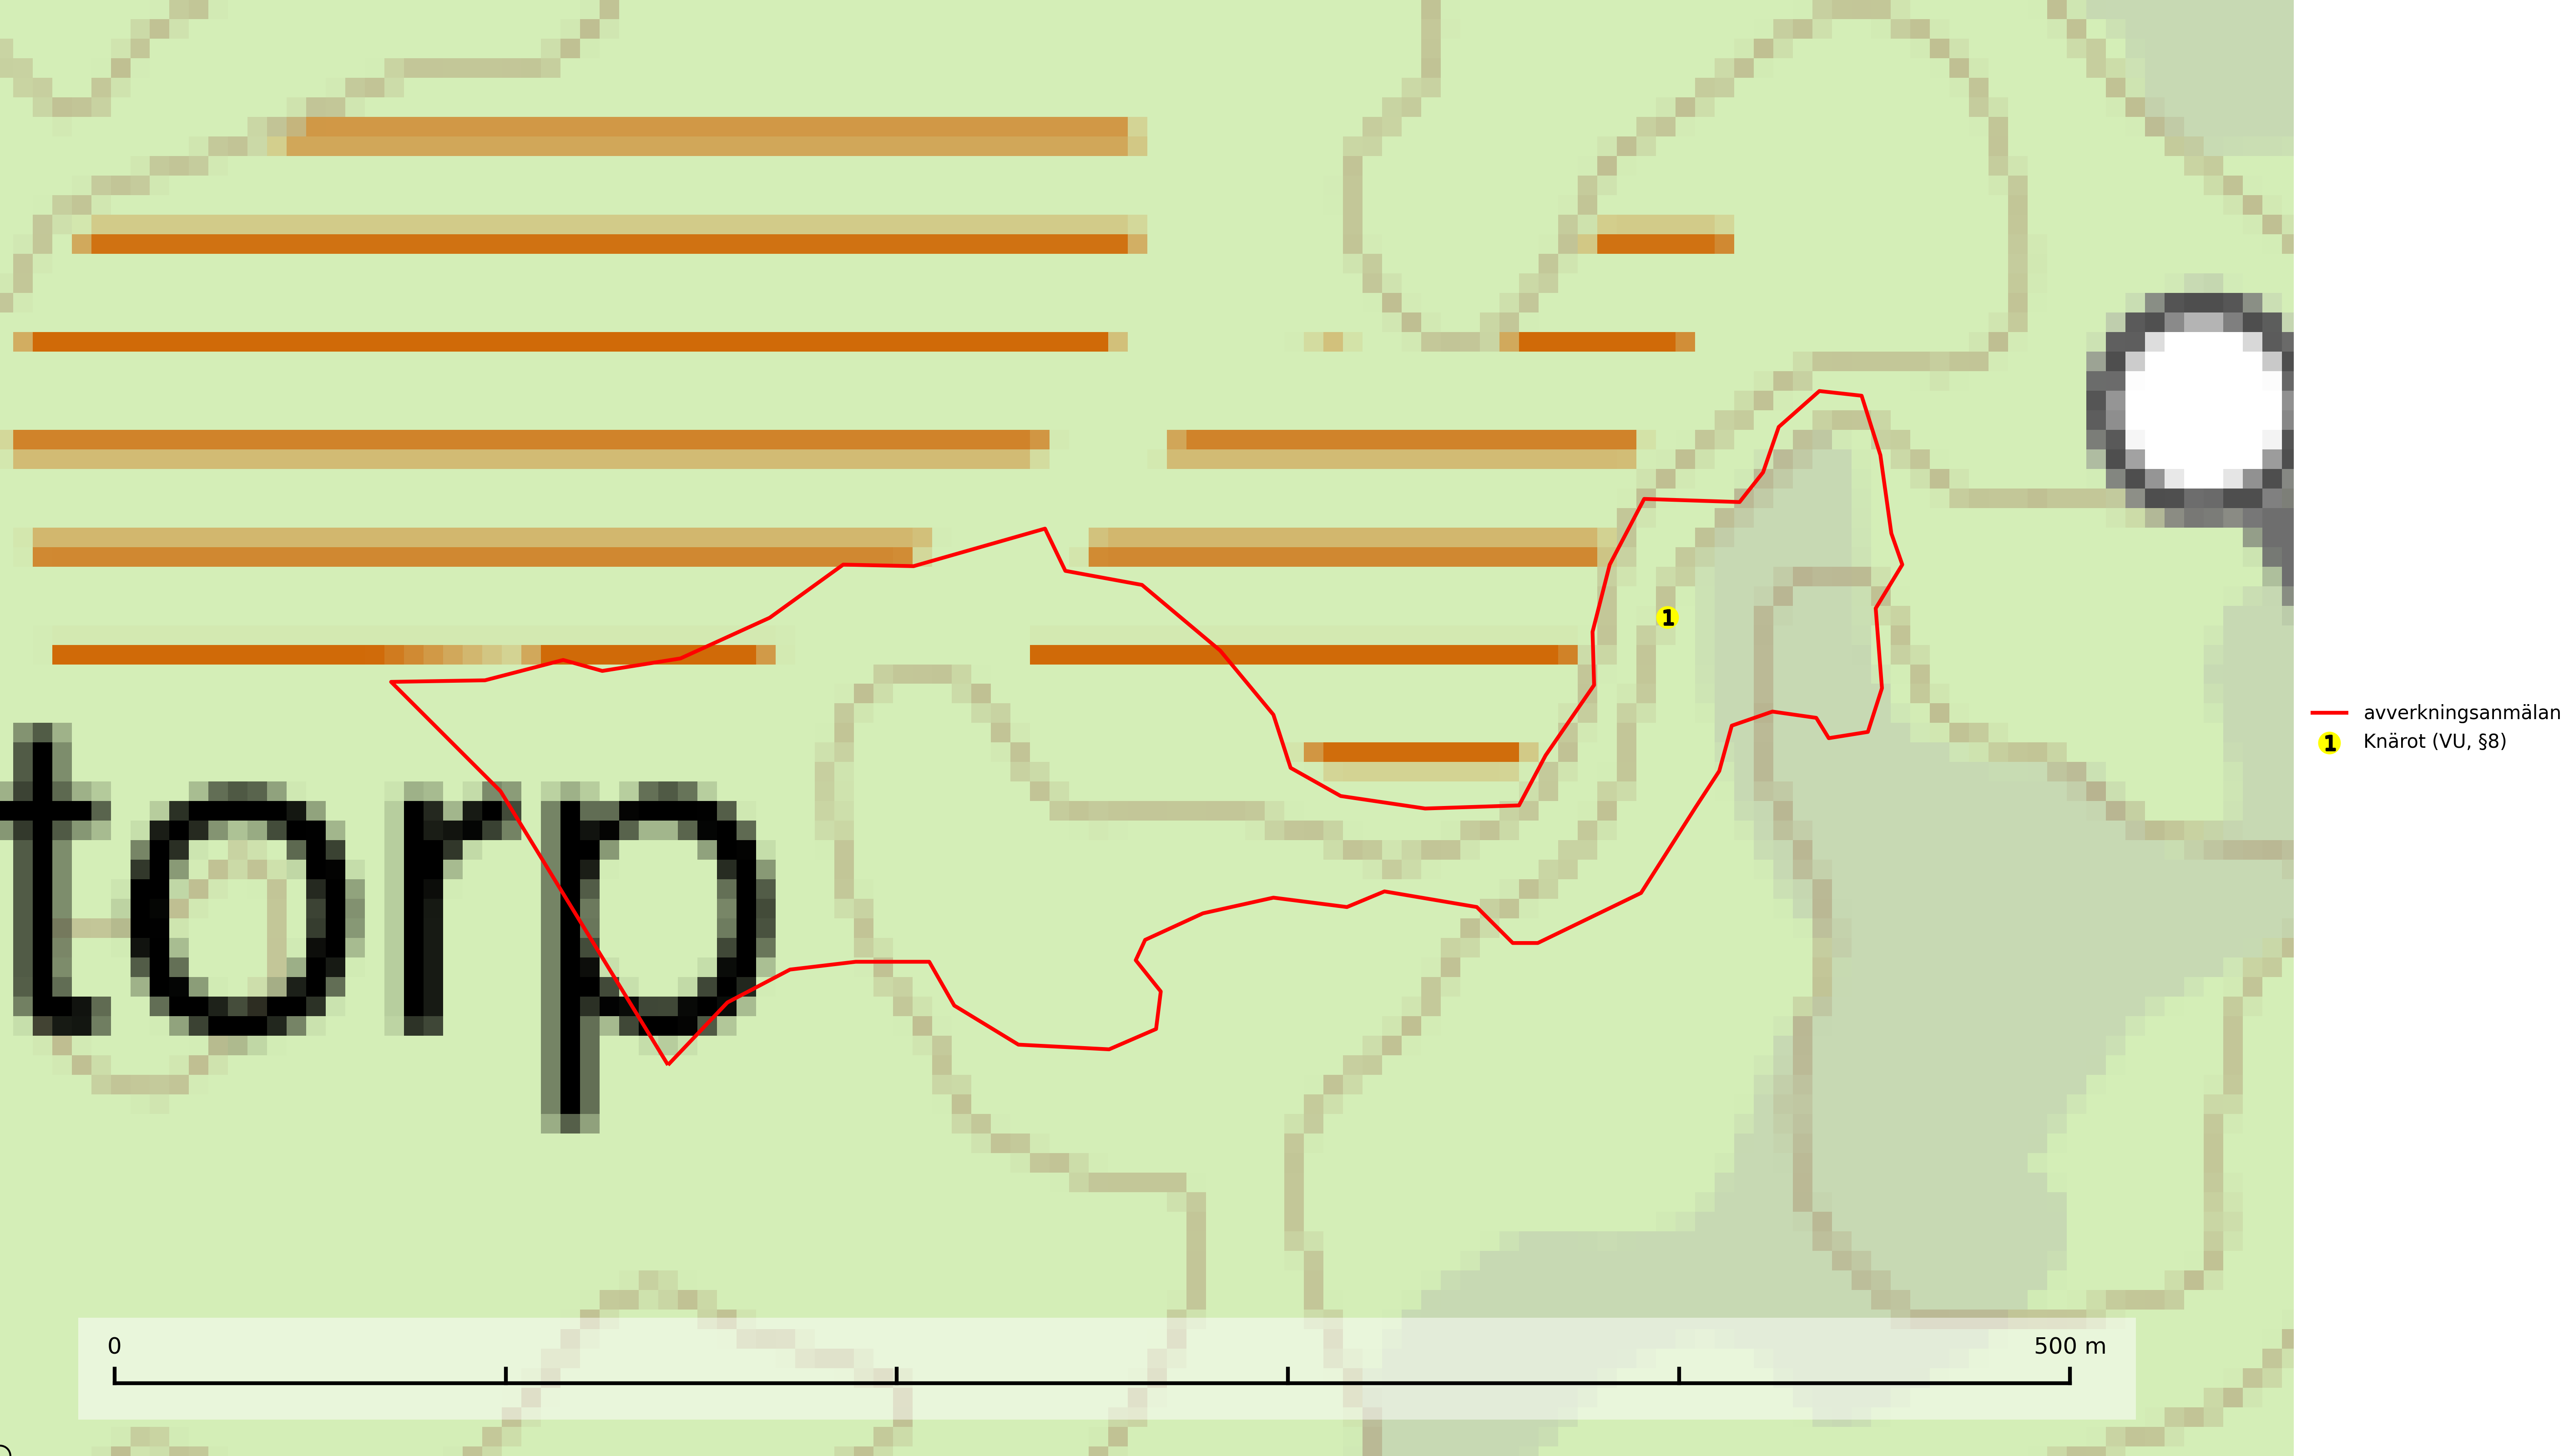 1
torp
avverkningsanmälan
1 Knärot (VU, §8)
0 500 m